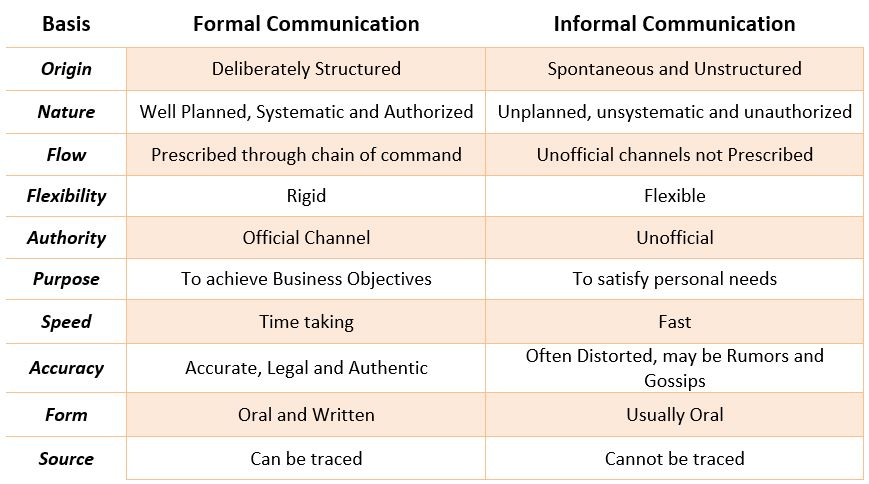 Basis Formal Communication Informal Communication
Origin Deliberately Structured Spontaneous and Unstructured
Nature Well Planned, Systematic and Authorized Unplanned, unsystematic and unauthorized
Flow Prescribed through chain of command Unofficial channels not Prescribed
Flexibility Rigid Flexible
Authority Official Channel Unofficial
Purpose To achieve Business Objectives To satisfy personal needs
Speed Time taking Fast
Accuracy Accurate, Legal and Authentic Often Distorted, may be Rumors and
Gossips
Form Oral and Written Usually Oral
Source Can be traced Cannot be traced